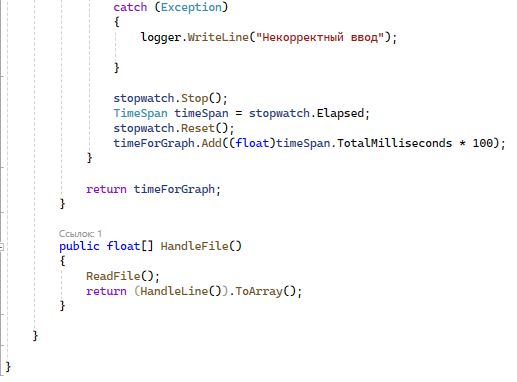 catch (Exception)
{
logger.WriteLine("Некорректный ввод");
}
stopwatch.Stop();
TimeSpan timeSpan = stopwatch.Elapsed;
stopwatch.Reset();
timeForGraph.Add((float)timeSpan.TotalMilliseconds * 100);
}
return timeForGraph;
}
Ссылок: 1
public float[] HandleFile()
{
ReadFile();
return (HandleLine()).ToArray();
}
}
}